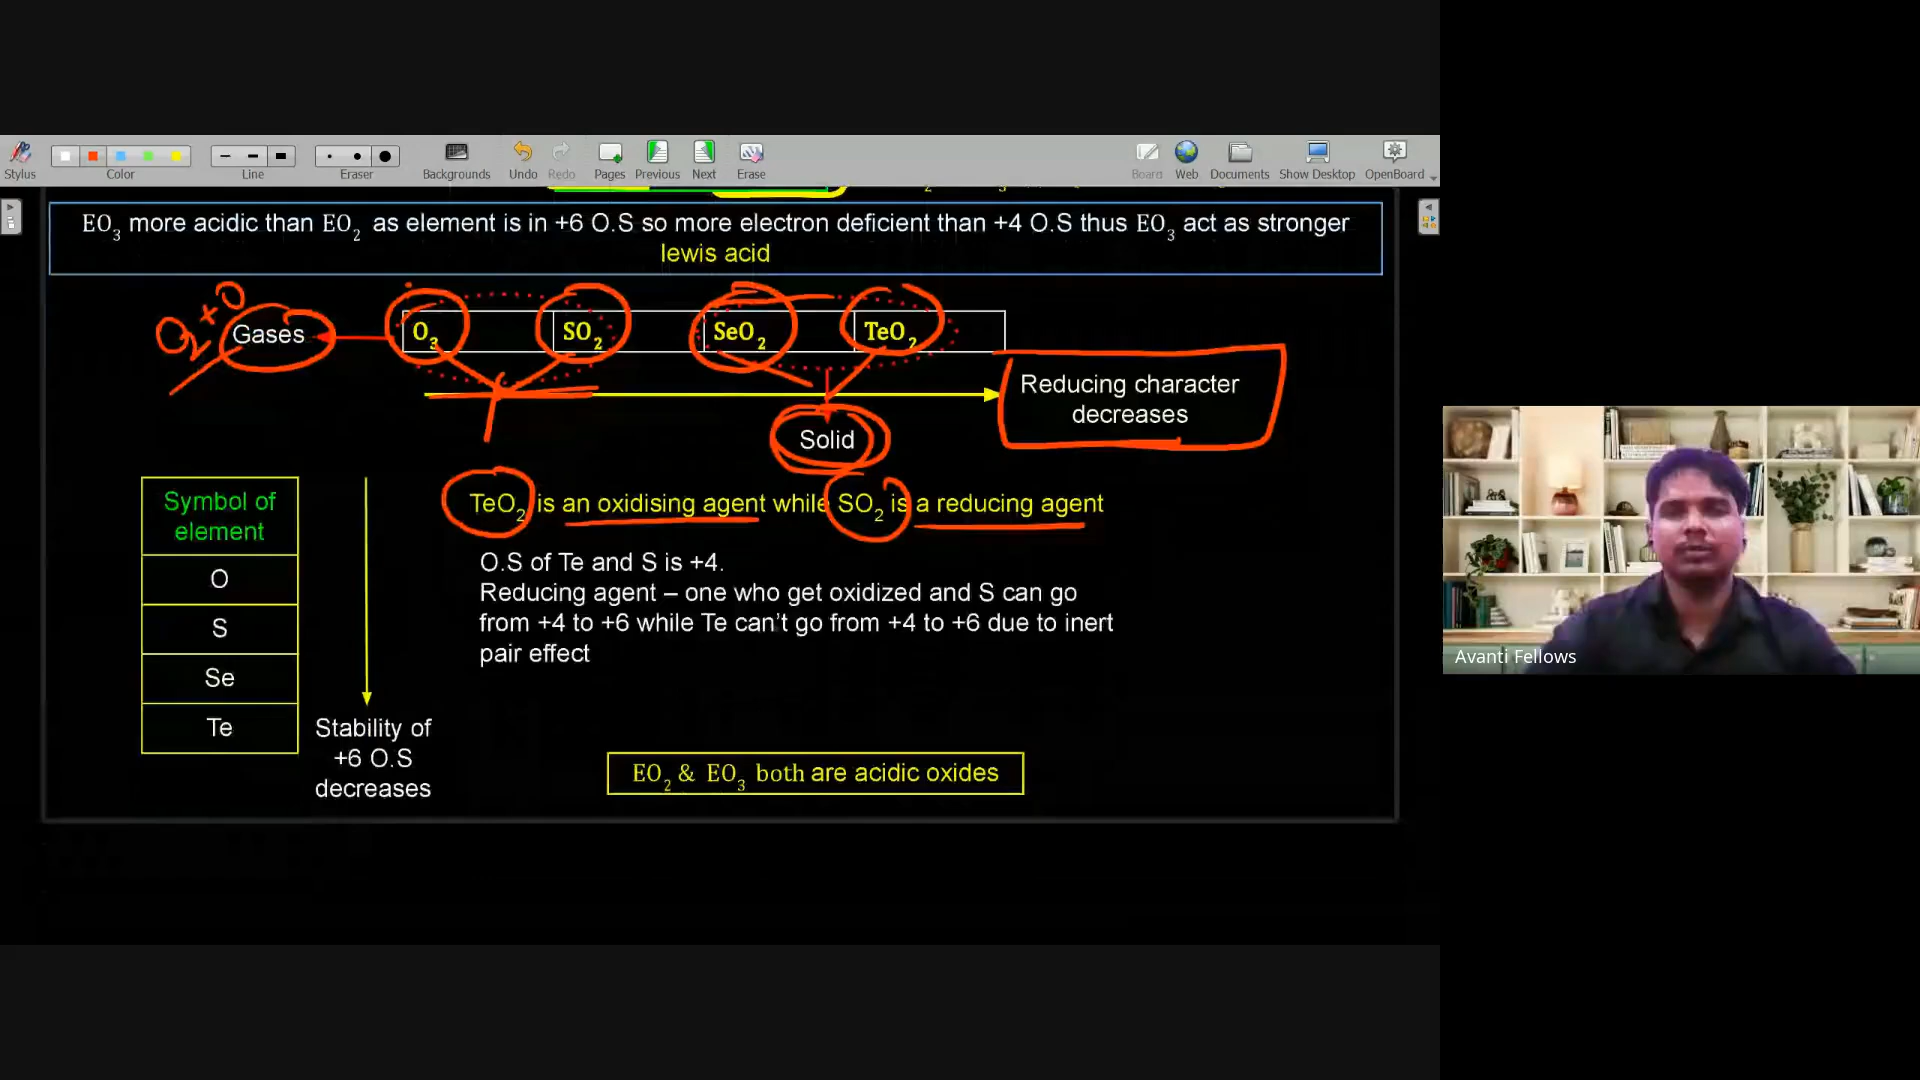 Stylus
Color
Line
Eraser
Backgrounds
Undo
Redo
Pages
Previous
Next
Erase
Board
Web
Documents
Show Desktop
OpenBoard
EO₃ more acidic than EO₂ as element is in +6 O.S so more electron deficient than +4 O.S thus EO₃ act as stronger
lewis acid
O₂ + O
Gases
O₃
SO₂
SeO₂
TeO₂
Reducing character
decreases
Solid
Symbol of
element
O
S
Se
Te
Stability of
+6 O.S
decreases
TeO₂ is an oxidising agent while SO₂ is a reducing agent
O.S of Te and S is +4.
Reducing agent – one who get oxidized and S can go
from +4 to +6 while Te can't go from +4 to +6 due to inert
pair effect
EO₂ & EO₃ both are acidic oxides
Avanti Fellows